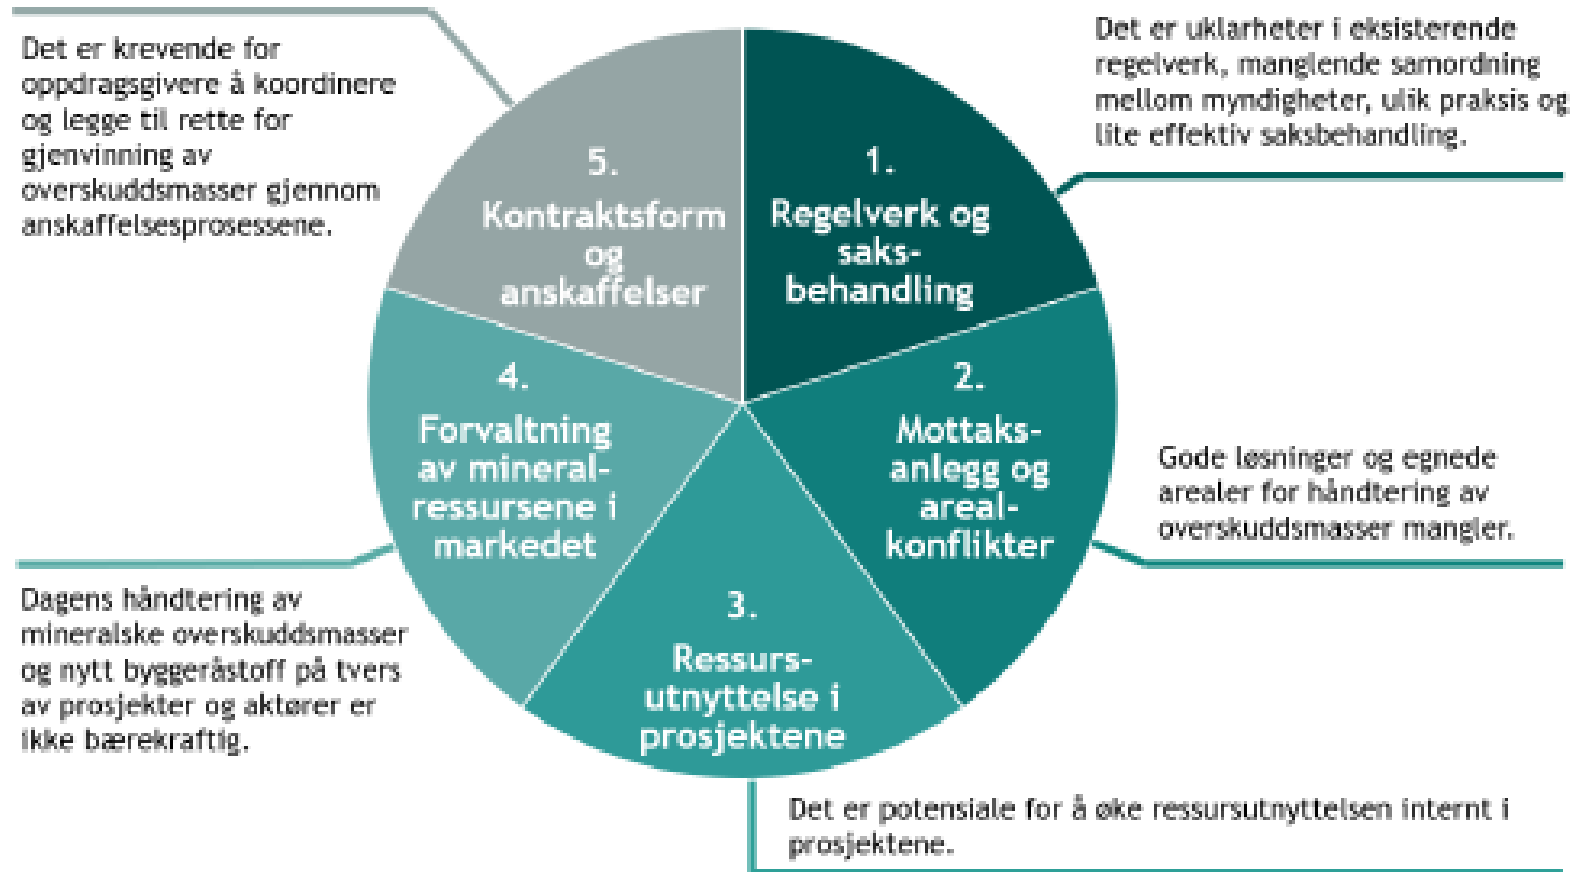 Det er krevende for
oppdragsgivere å koordinere
og legge til rette for
gjenvinning av
overskuddsmasser gjennom
anskaffelsesprosessene.
Det er uklarheter i eksisterende
regelverk, manglende samordning
mellom myndigheter, ulik praksis og
lite effektiv saksbehandling.
5.
Kontraktsform
og
anskaffelser
1.
Regelverk og
saks-
behandling
4.
Forvaltning
av mineral-
ressursene i
markedet
2.
Mottaks-
anlegg og
areal-
konflikter
Gode løsninger og egnede
arealer for håndtering av
overskuddsmasser mangler.
Dagens håndtering av
mineralske overskuddsmasser
og nytt byggeråstoff på tvers
av prosjekter og aktører er
ikke bærekraftig.
3.
Ressurs-
utnyttelse i
prosjektene
Det er potensiale for å øke ressursutnyttelsen internt i
prosjektene.